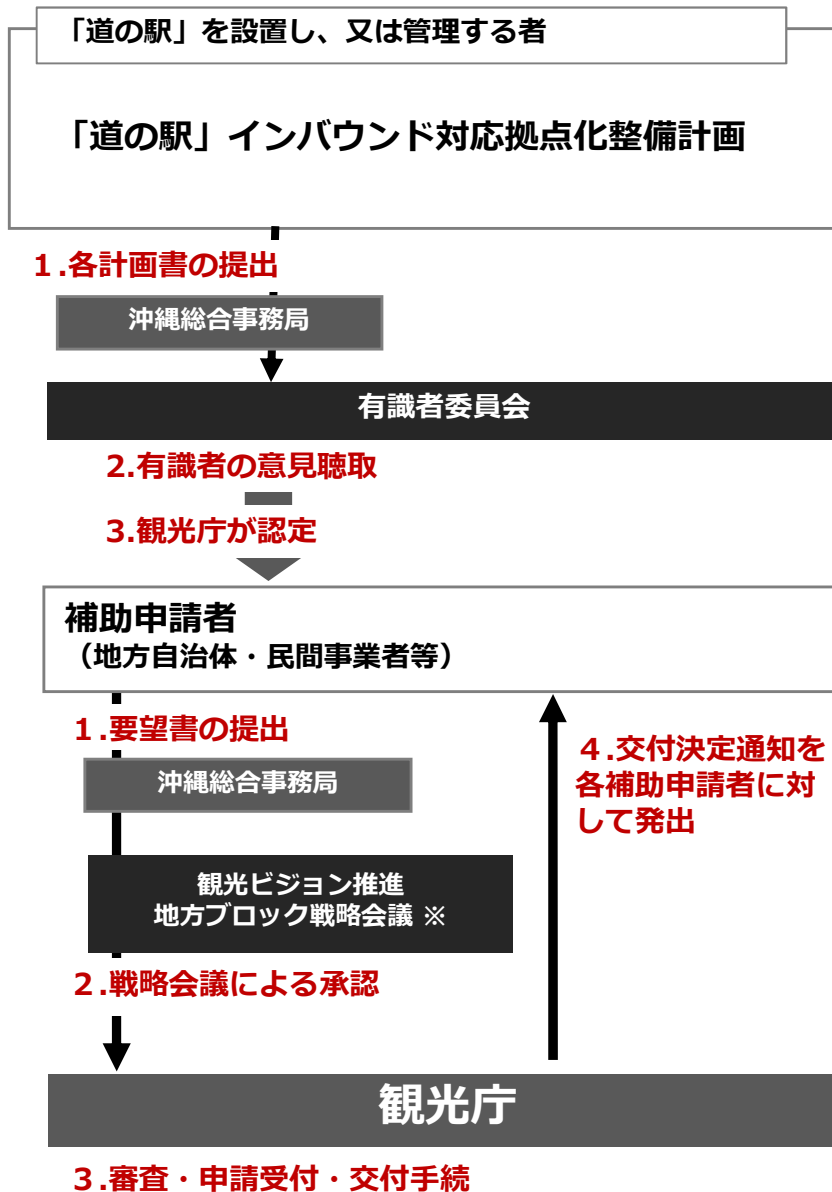 「道の駅」を設置し、又は管理する者
「道の駅」インバウンド対応拠点化整備計画
１.各計画書の提出
沖縄総合事務局
有識者委員会
2.有識者の意見聴取
3.観光庁が認定
補助申請者
（地方自治体・民間事業者等）
１.要望書の提出
沖縄総合事務局
４.交付決定通知を
各補助申請者に対
して発出
観光ビジョン推進
地方ブロック戦略会議 ※
２.戦略会議による承認
観光庁
３.審査・申請受付・交付手続